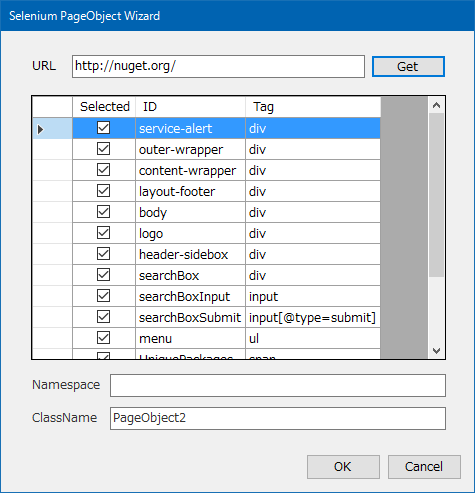 Selenium PageObject Wizard
URL http://nuget.org/ Get
Selected ID Tag
service-alert div
outer-wrapper div
content-wrapper div
layout-footer div
body div
logo div
header-sidebox div
searchBox div
searchBoxInput input
searchBoxSubmit input[@type=submit]
menu ul
UniquePackages span
Namespace
ClassName PageObject2
OK Cancel